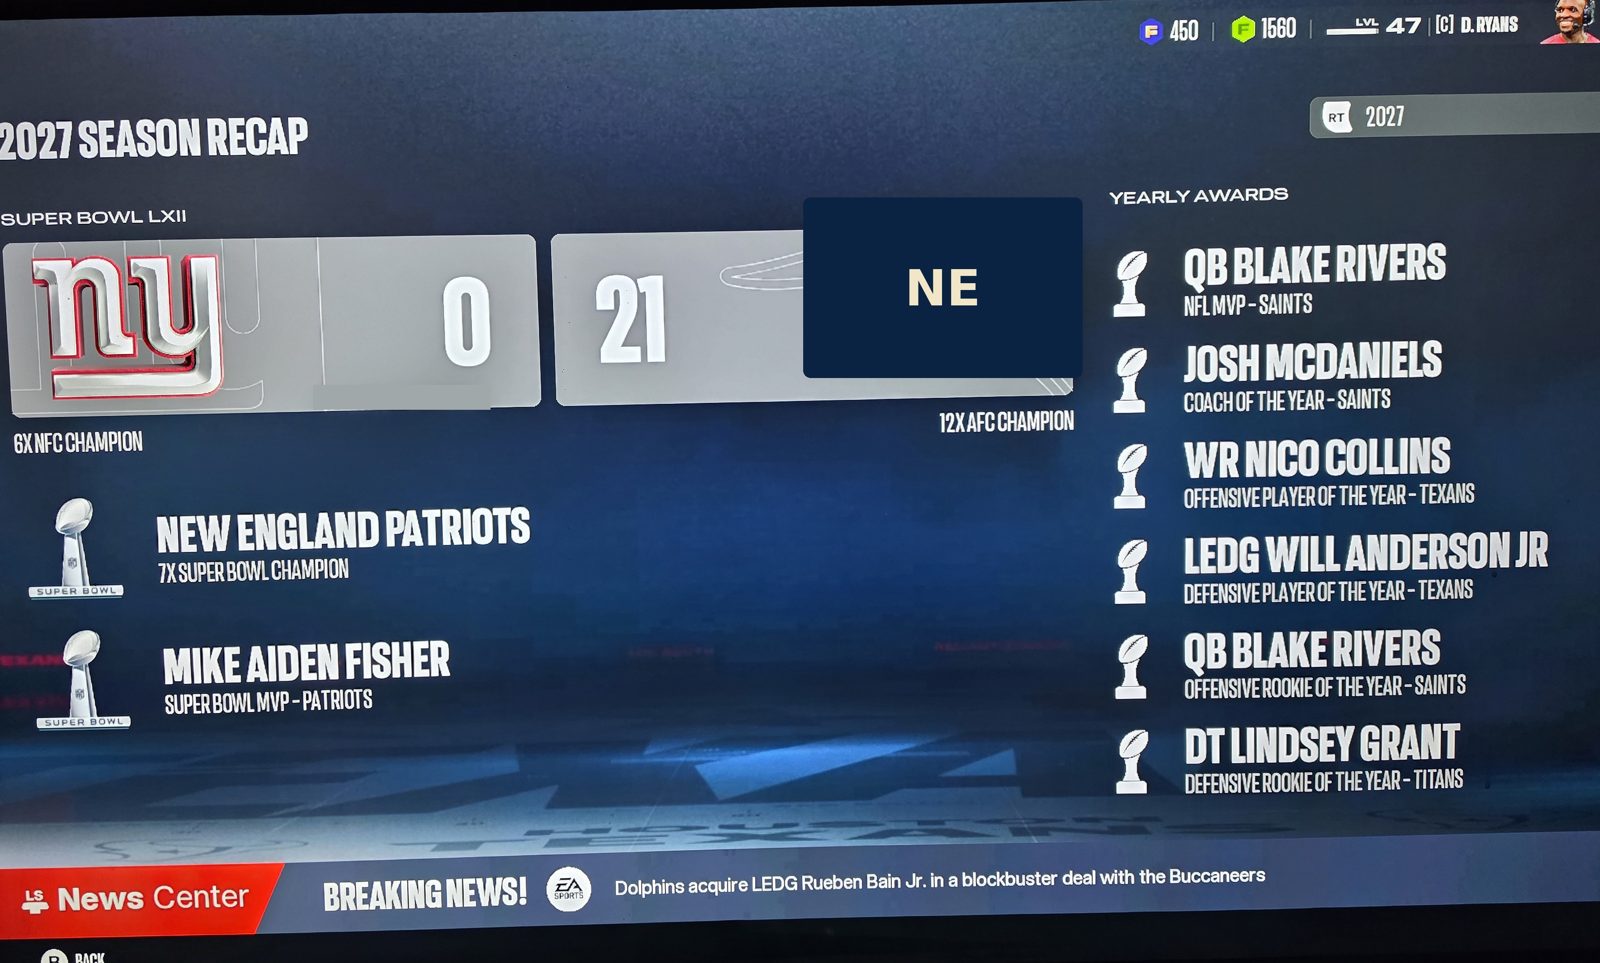 450 | 1560 | LVL 47 | [C] D. RYANS
2027 SEASON RECAP
RT 2027
SUPER BOWL LXII
ny 0
21 NE
6X NFC CHAMPION
12X AFC CHAMPION
NEW ENGLAND PATRIOTS
7X SUPER BOWL CHAMPION
SUPER BOWL
MIKE AIDEN FISHER
SUPER BOWL MVP - PATRIOTS
SUPER BOWL
YEARLY AWARDS
QB BLAKE RIVERS
NFL MVP - SAINTS
JOSH MCDANIELS
COACH OF THE YEAR - SAINTS
WR NICO COLLINS
OFFENSIVE PLAYER OF THE YEAR - TEXANS
LEDG WILL ANDERSON JR
DEFENSIVE PLAYER OF THE YEAR - TEXANS
QB BLAKE RIVERS
OFFENSIVE ROOKIE OF THE YEAR - SAINTS
DT LINDSEY GRANT
DEFENSIVE ROOKIE OF THE YEAR - TITANS
HOUSTON
TEXANS
LS News Center
BREAKING NEWS!
EA SPORTS
Dolphins acquire LEDG Rueben Bain Jr. in a blockbuster deal with the Buccaneers
B BACK